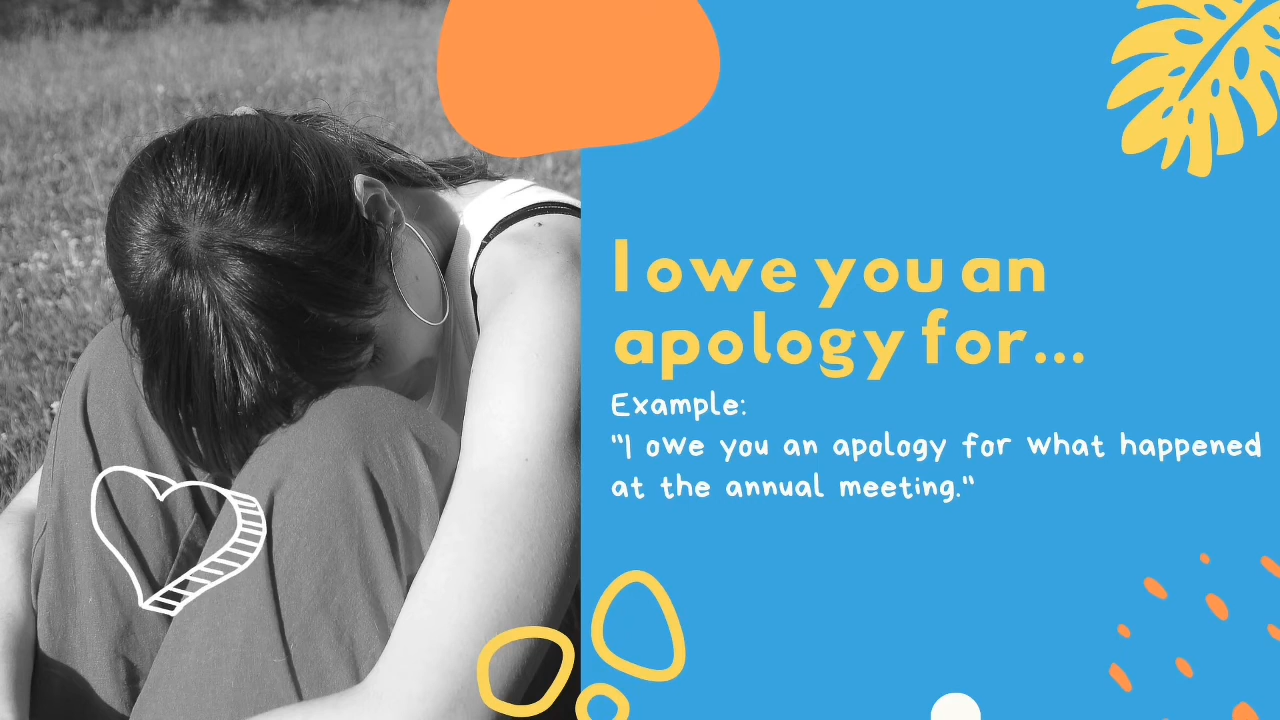 I owe you an
apology for...
Example:
"I owe you an apology for what happened
at the annual meeting."